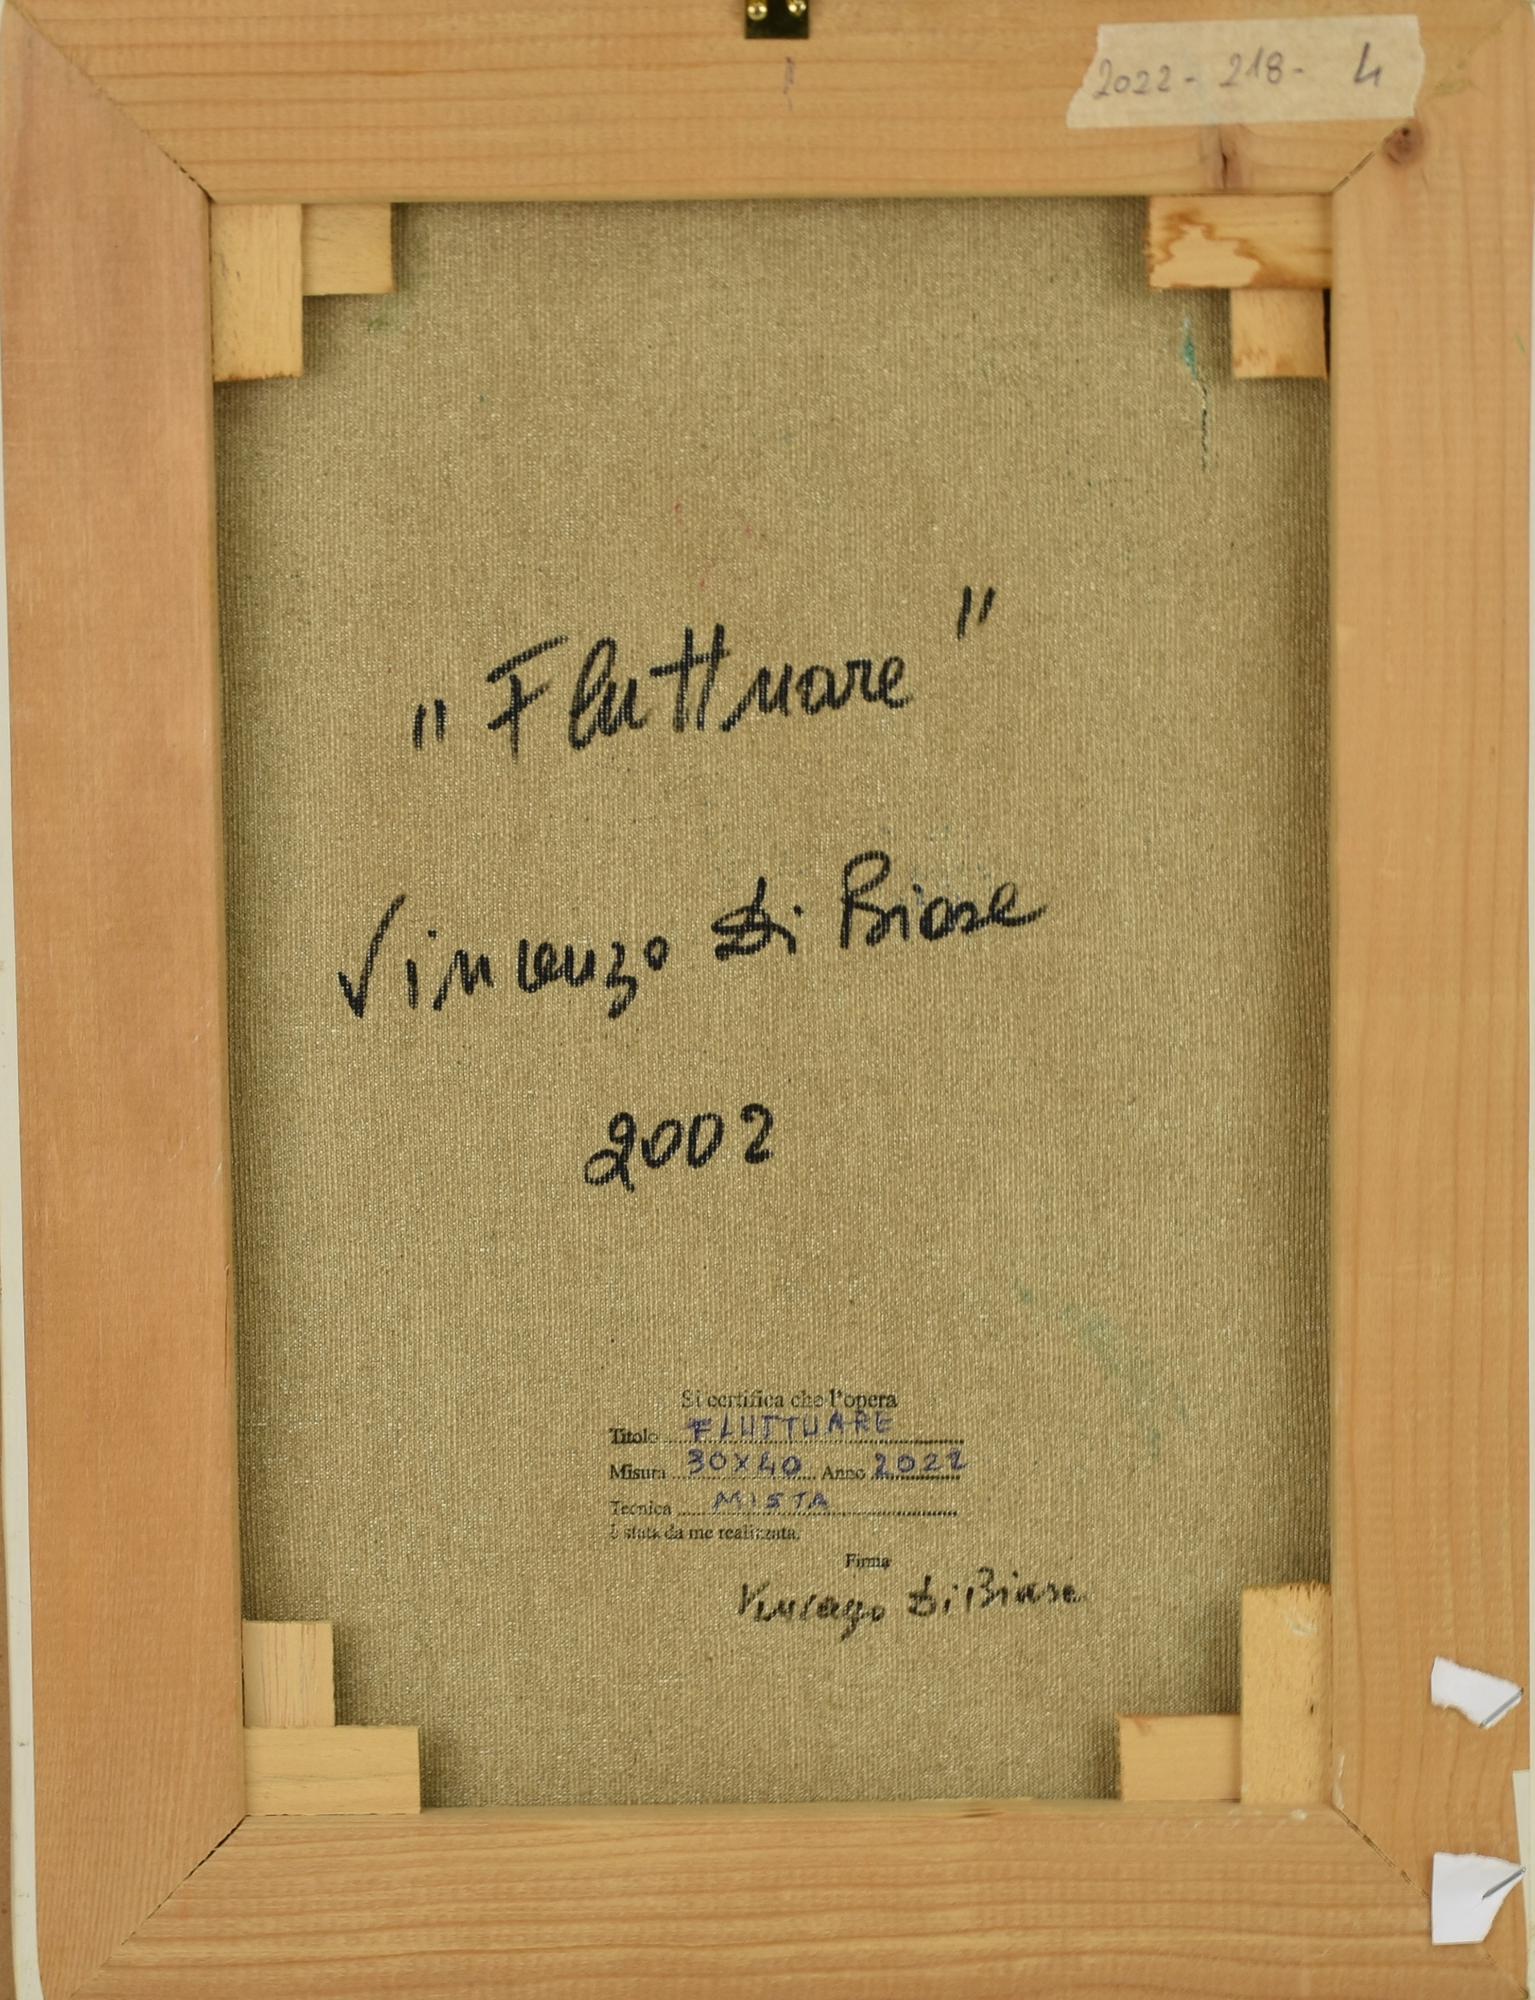 2022 - 218 - 4
"Fluttuare"
Vincenzo Di Biase
2002
Si certifica che l'opera
Titolo FLUTTUARE
Misura 30X40 Anno 2022
Tecnica MISTA
È stata da me realizzata.
Firma
Vincenzo Di Biase